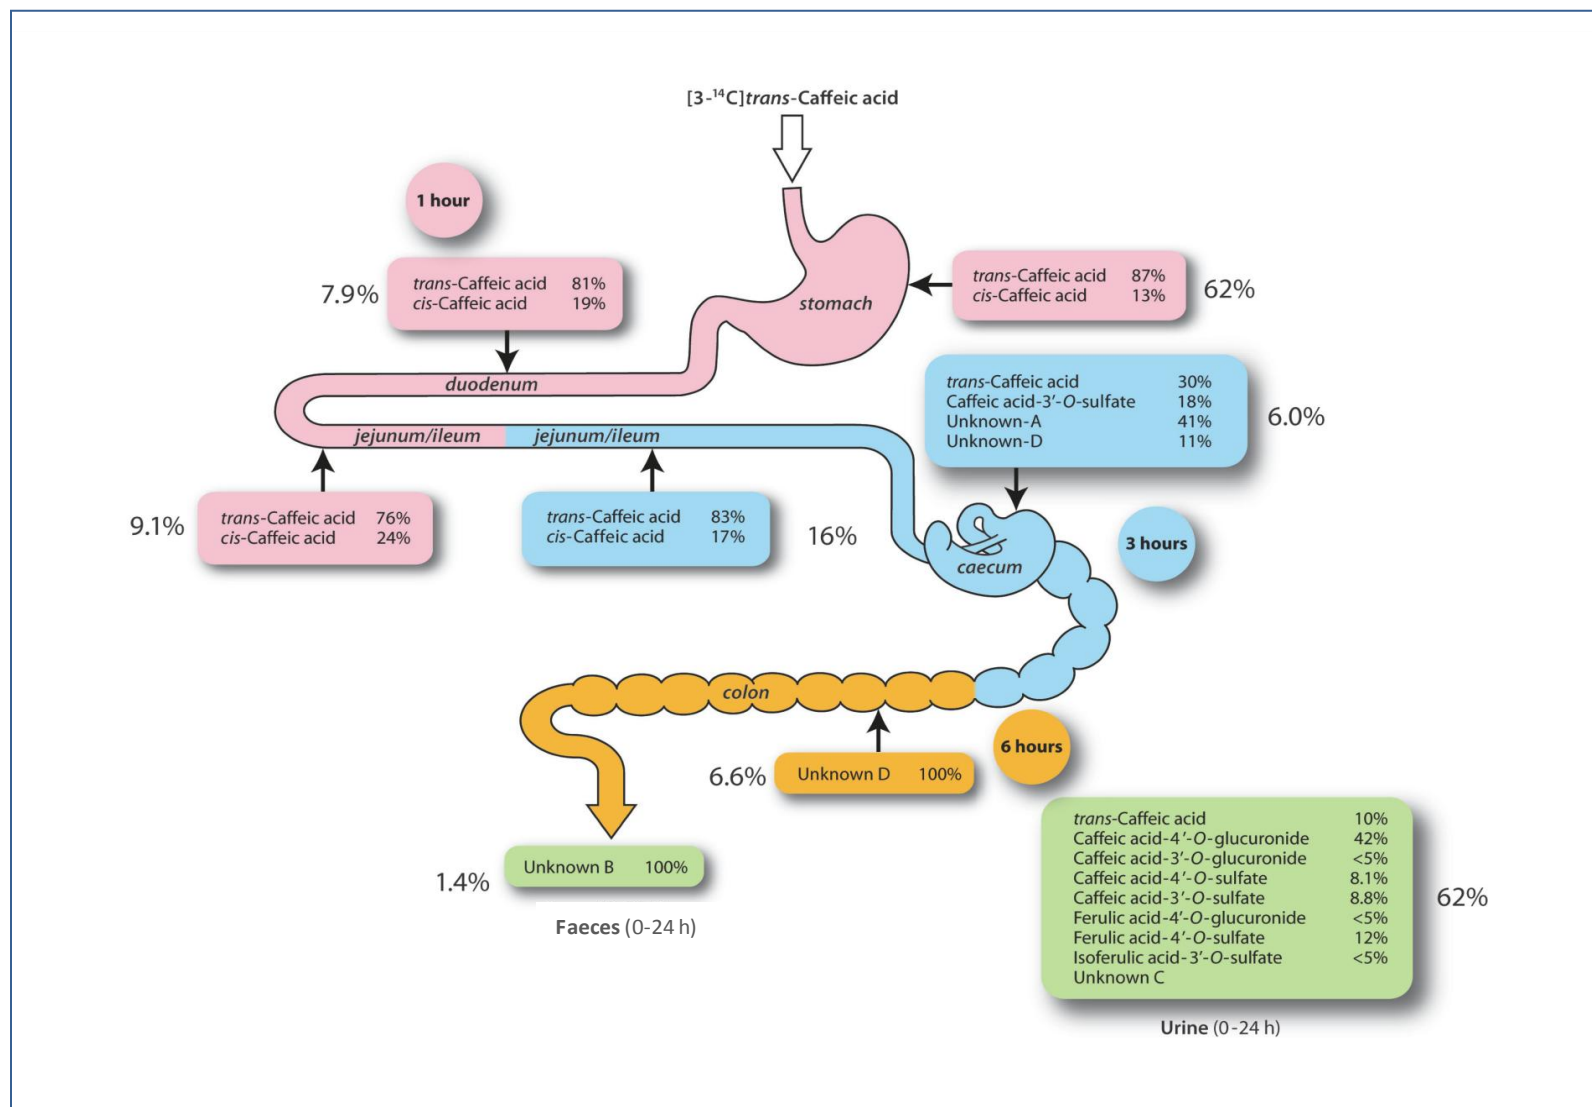 [3-¹⁴C]trans-Caffeic acid
1 hour
7.9%
trans-Caffeic acid 81%
cis-Caffeic acid 19%
stomach
trans-Caffeic acid 87%
cis-Caffeic acid 13%
62%
duodenum
jejunum/ileum
jejunum/ileum
trans-Caffeic acid 30%
Caffeic acid-3'-O-sulfate 18%
Unknown-A 41%
Unknown-D 11%
6.0%
9.1%
trans-Caffeic acid 76%
cis-Caffeic acid 24%
trans-Caffeic acid 83%
cis-Caffeic acid 17%
16%
caecum
3 hours
colon
6 hours
6.6%
Unknown D 100%
1.4%
Unknown B 100%
Faeces (0-24 h)
trans-Caffeic acid 10%
Caffeic acid-4'-O-glucuronide 42%
Caffeic acid-3'-O-glucuronide <5%
Caffeic acid-4'-O-sulfate 8.1%
Caffeic acid-3'-O-sulfate 8.8%
Ferulic acid-4'-O-glucuronide <5%
Ferulic acid-4'-O-sulfate 12%
Isoferulic acid-3'-O-sulfate <5%
Unknown C
62%
Urine (0-24 h)